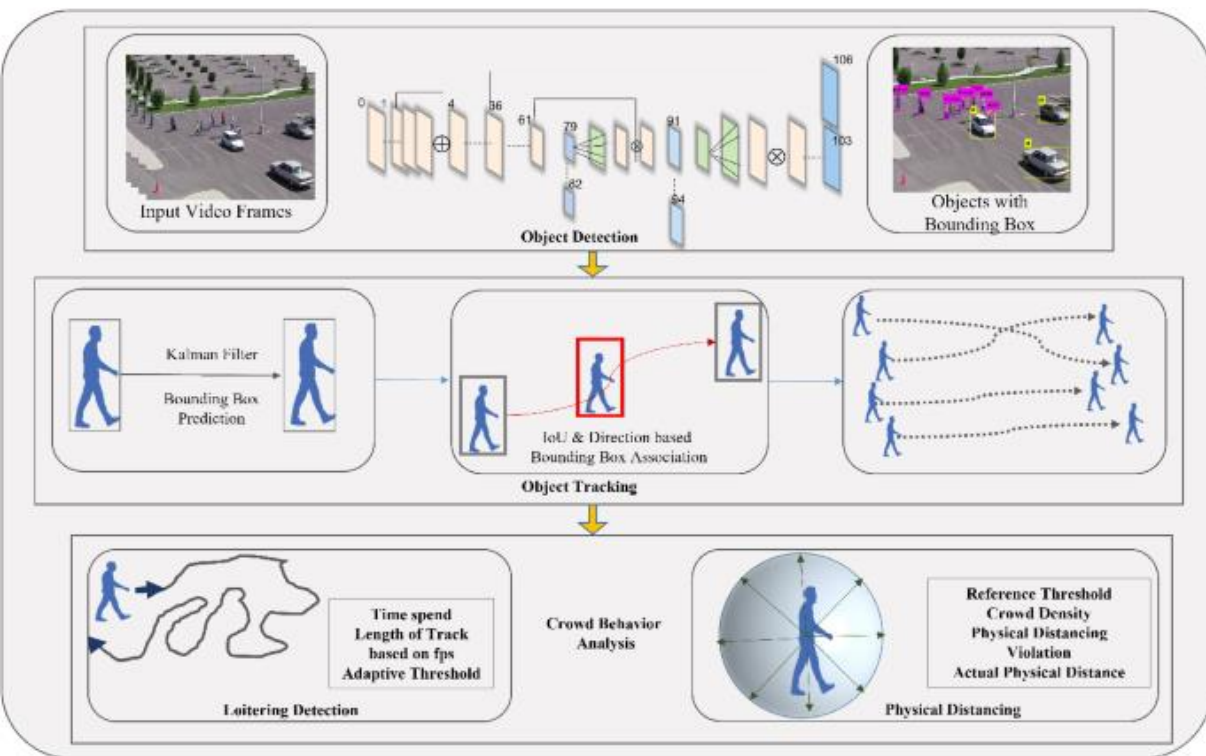 Input Video Frames
0
1
4
36
61
79
82
91
94
106
103
Objects with
Bounding Box
Object Detection
Kalman Filter
Bounding Box
Prediction
IoU & Direction based
Bounding Box Association
Object Tracking
Time spend
Length of Track
based on fps
Adaptive Threshold
Loitering Detection
Crowd Behavior
Analysis
Reference Threshold
Crowd Density
Physical Distancing
Violation
Actual Physical Distance
Physical Distancing